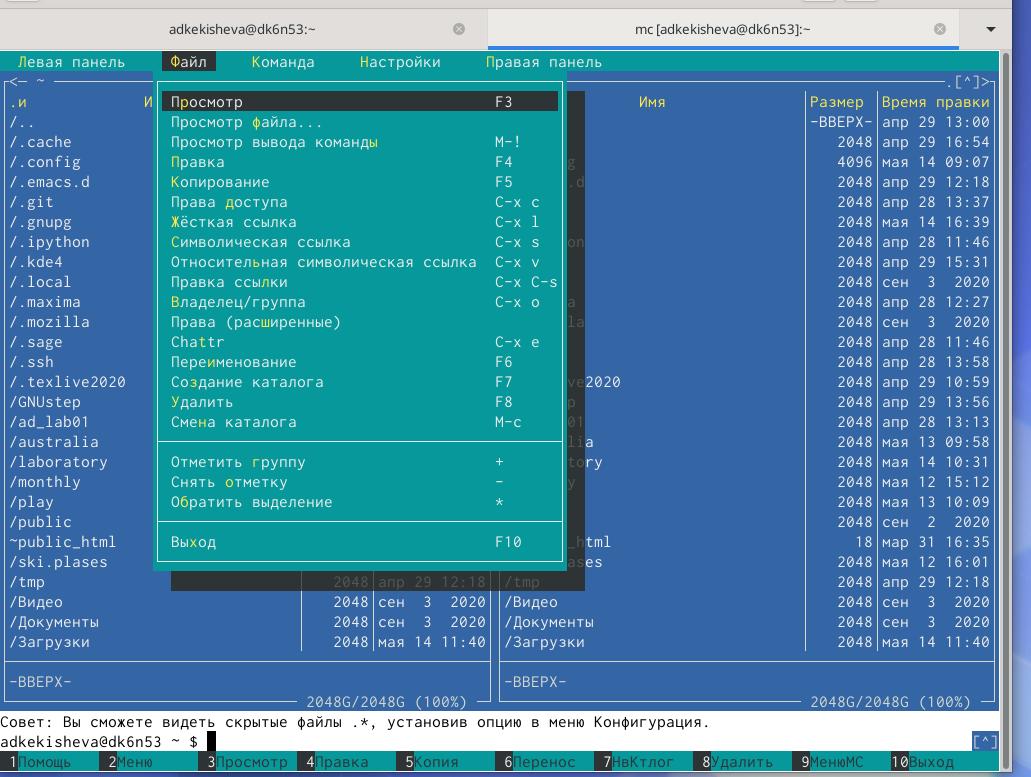 adkekisheva@dk6n53:~ mc [adkekisheva@dk6n53]:~
Левая панель Файл Команда Настройки Правая панель
<— ~ .[^]>
.и И Имя Размер Время правки
/.. -ВВЕРХ- апр 29 13:00
/.cache 2048 апр 29 16:54
/.config 4096 мая 14 09:07
/.emacs.d 2048 апр 29 12:18
/.git 2048 апр 28 13:37
/.gnupg 2048 мая 14 16:39
/.ipython 2048 апр 28 11:46
/.kde4 2048 апр 29 15:31
/.local 2048 сен 3 2020
/.maxima 2048 апр 28 12:27
/.mozilla 2048 сен 3 2020
/.sage 2048 апр 28 11:46
/.ssh 2048 апр 28 13:58
/.texlive2020 ve2020 2048 апр 29 10:59
/GNUstep 2048 апр 29 13:56
/ad_lab01 2048 апр 28 13:13
/australia lia 2048 мая 13 09:58
/laboratory tory 2048 мая 14 10:31
/monthly 2048 мая 12 15:12
/play 2048 мая 13 10:09
/public 2048 сен 2 2020
~public_html _html 18 мар 31 16:35
/ski.plases ases 2048 мая 12 16:01
/tmp 2048 апр 29 12:18 /tmp 2048 апр 29 12:18
/Видео 2048 сен 3 2020 /Видео 2048 сен 3 2020
/Документы 2048 сен 3 2020 /Документы 2048 сен 3 2020
/Загрузки 2048 мая 14 11:40 /Загрузки 2048 мая 14 11:40
Просмотр F3
Просмотр файла...
Просмотр вывода команды M-!
Правка F4
Копирование F5
Права доступа C-x c
Жёсткая ссылка C-x l
Символическая ссылка C-x s
Относительная символическая ссылка C-x v
Правка ссылки C-x C-s
Владелец/группа C-x o
Права (расширенные)
Chattr C-x e
Переименование F6
Создание каталога F7
Удалить F8
Смена каталога M-c
Отметить группу +
Снять отметку -
Обратить выделение *
Выход F10
-ВВЕРХ- -ВВЕРХ-
2048G/2048G (100%) 2048G/2048G (100%)
Совет: Вы сможете видеть скрытые файлы .*, установив опцию в меню Конфигурация.
adkekisheva@dk6n53 ~ $ [^]
1Помощь 2Меню 3Просмотр 4Правка 5Копия 6Перенос 7НвКтлог 8Удалить 9МенюMC 10Выход